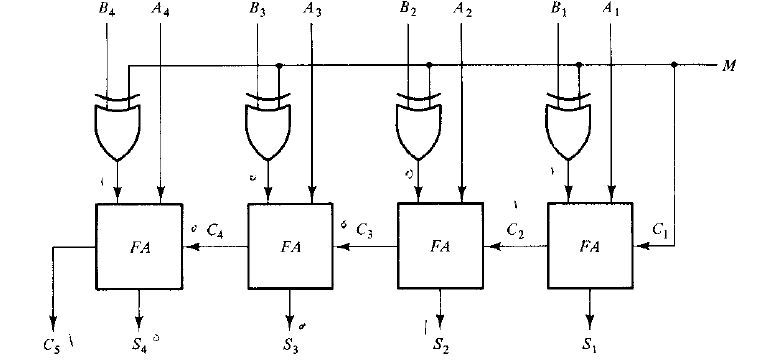 B4 A4 B3 A3 B2 A2 B1 A1
M
FA C4 FA C3 FA C2 FA C1
C5 S4 S3 S2 S1